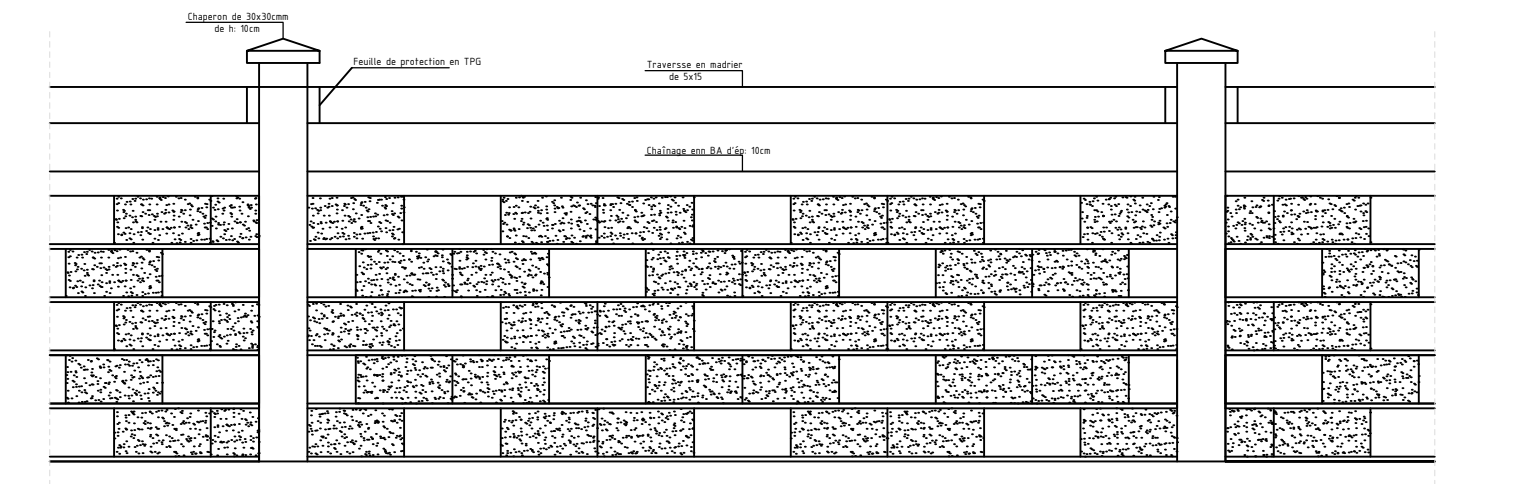 Chaperon de 30x30cmm
de h: 10cm
Feuille de protection en TPG
Traversse en madrier
de 5x15
Chaînage enn BA d'ép: 10cm